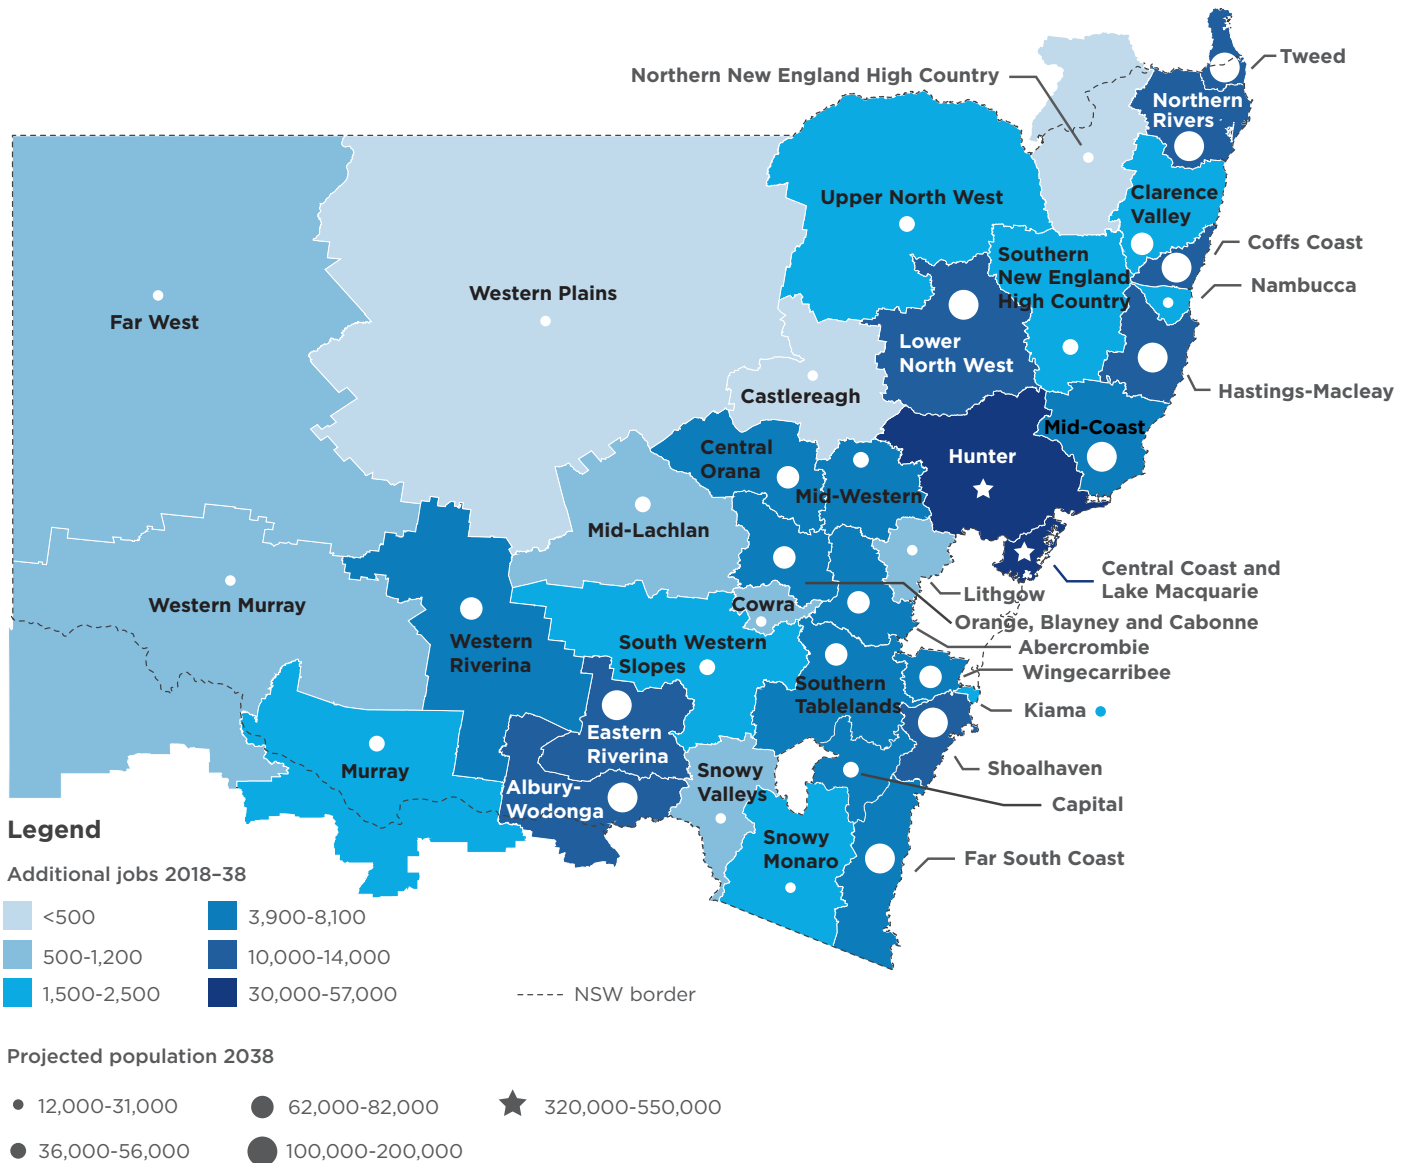 Northern New England High Country
Tweed
Northern
Rivers
Upper North West
Clarence
Valley
Southern
New England
High Country
Coffs Coast
Nambucca
Western Plains
Far West
Lower
North West
Hastings-Macleay
Castlereagh
Mid-Coast
Central
Orana
Hunter
Mid-Western
Mid-Lachlan
Central Coast and
Lake Macquarie
Lithgow
Western Murray
Cowra
Orange, Blayney and Cabonne
Abercrombie
Western
Riverina
South Western
Slopes
Wingecarribee
Southern
Tablelands
Kiama
Eastern
Riverina
Murray
Snowy
Valleys
Shoalhaven
Albury-
Wodonga
Capital
Snowy
Monaro
Far South Coast
Legend
Additional jobs 2018–38
<500
3,900-8,100
500-1,200
10,000-14,000
1,500-2,500
30,000-57,000
NSW border
Projected population 2038
12,000-31,000
62,000-82,000
320,000-550,000
36,000-56,000
100,000-200,000